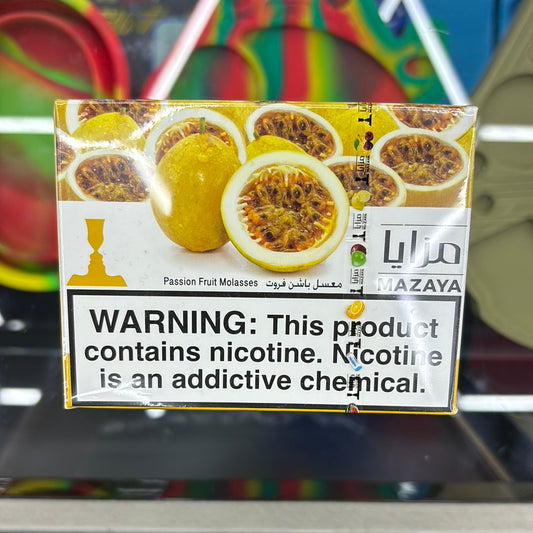 مزايا
MAZAYA
Passion Fruit Molasses معسل باشن فروت
WARNING: This product
contains nicotine. Nicotine
is an addictive chemical.